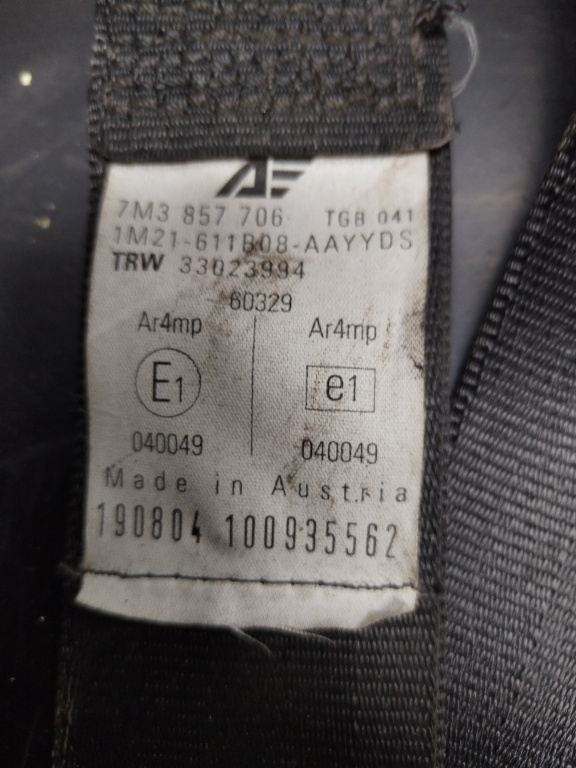 AE
7M3 857 706 TGB 041
1M21-611B08-AAYYDS
TRW 33023994
60329
Ar4mp Ar4mp
E1 e1
040049 040049
Made in Austria
190804 100935562